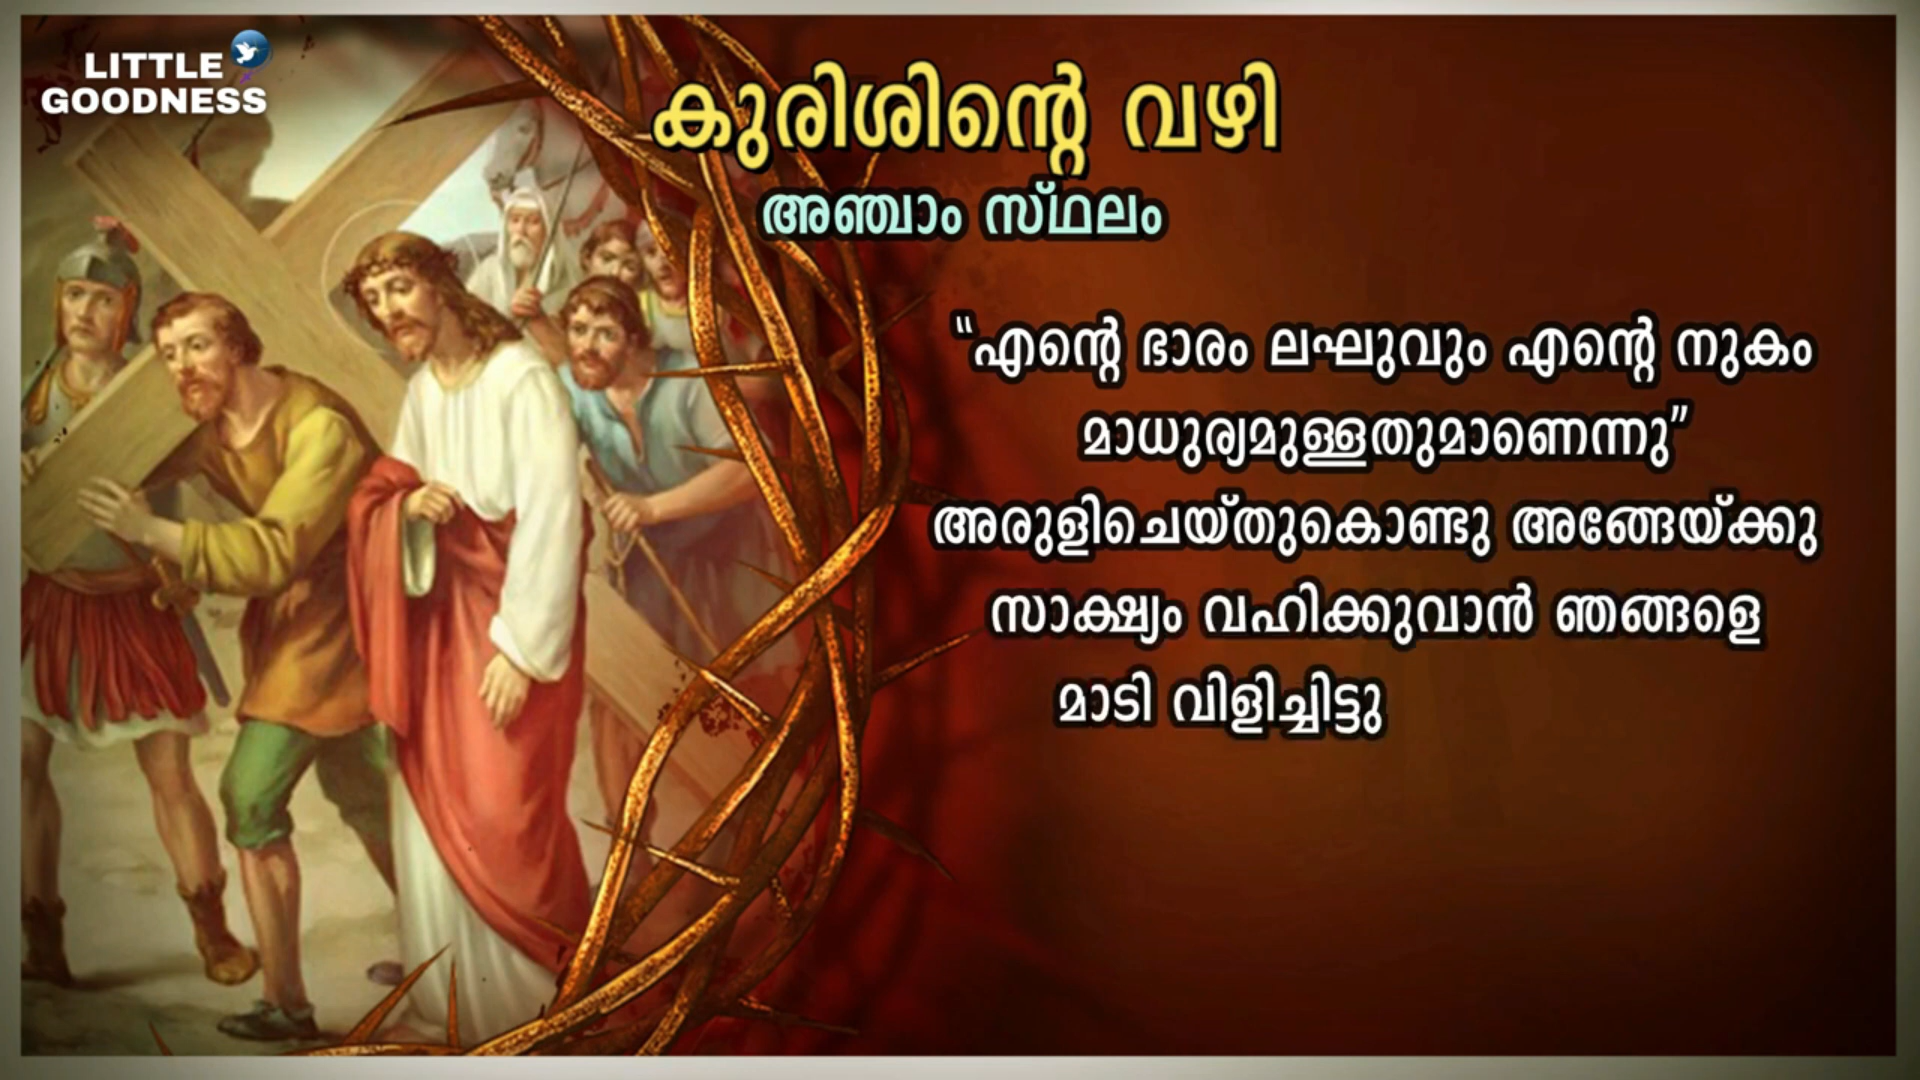 LITTLE
GOODNESS
കുരിശിന്റെ വഴി
അഞ്ചാം സ്ഥലം
“എന്റെ ഭാരം ലഘുവും എന്റെ നുകം
മാധുര്യമുള്ളതുമാണെന്നു”
അരുളിചെയ്തുകൊണ്ടു അങ്ങേയ്ക്കു
സാക്ഷ്യം വഹിക്കുവാൻ ഞങ്ങളെ
മാടി വിളിച്ചിട്ടു